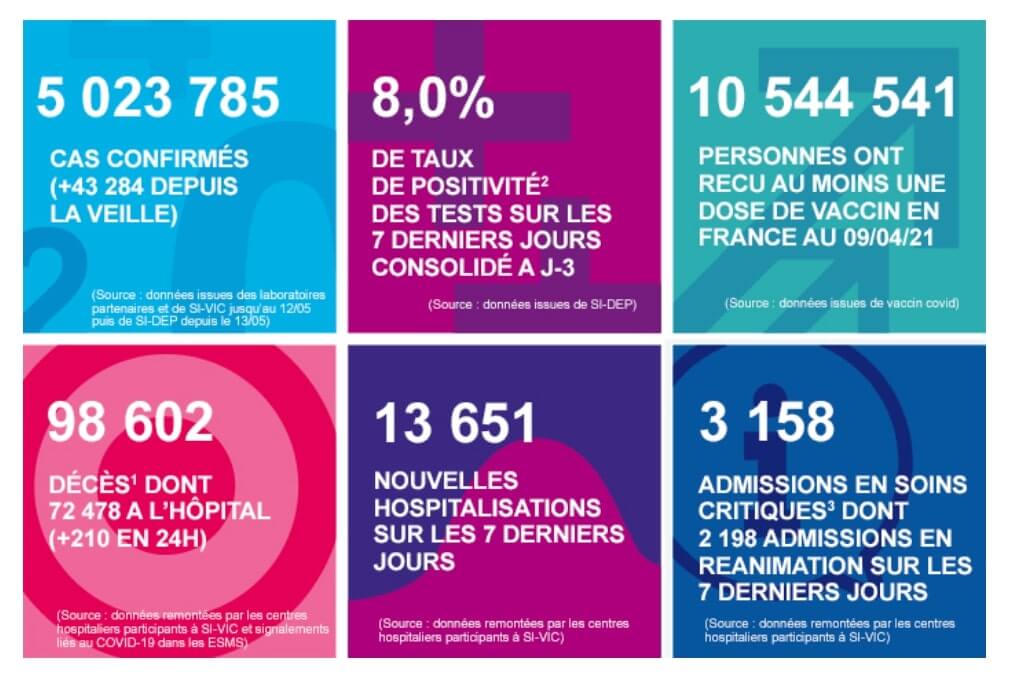 5 023 785
CAS CONFIRMÉS
(+43 284 DEPUIS
LA VEILLE)
(Source : données issues des laboratoires
partenaires et de SI-VIC jusqu'au 12/05
puis de SI-DEP depuis le 13/05)
8,0%
DE TAUX
DE POSITIVITÉ²
DES TESTS SUR LES
7 DERNIERS JOURS
CONSOLIDÉ A J-3
(Source : données issues de SI-DEP)
10 544 541
PERSONNES ONT
RECU AU MOINS UNE
DOSE DE VACCIN EN
FRANCE AU 09/04/21
(Source : données issues de vaccin covid)
98 602
DÉCÈS¹ DONT
72 478 A L'HÔPITAL
(+210 EN 24H)
(Source : données remontées par les centres
hospitaliers participants à SI-VIC et signalements
liés au COVID-19 dans les ESMS)
13 651
NOUVELLES
HOSPITALISATIONS
SUR LES 7 DERNIERS
JOURS
(Source : données remontées par les centres
hospitaliers participants à SI-VIC)
3 158
ADMISSIONS EN SOINS
CRITIQUES³ DONT
2 198 ADMISSIONS EN
REANIMATION SUR LES
7 DERNIERS JOURS
(Source : données remontées par les centres
hospitaliers participants à SI-VIC)